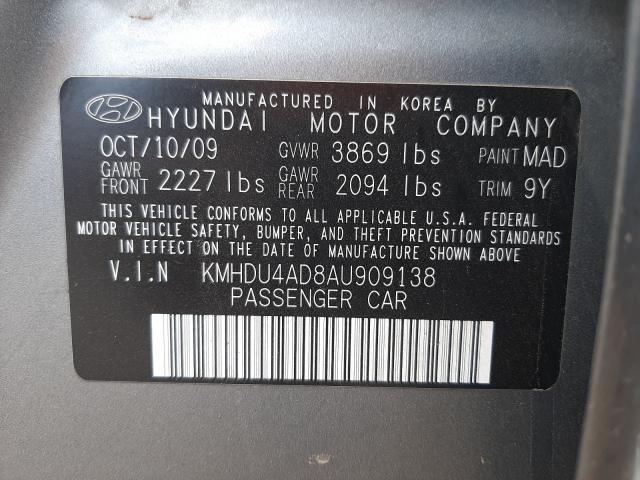 MANUFACTURED IN KOREA BY
HYUNDAI MOTOR COMPANY
OCT/10/09 GVWR 3869 lbs PAINT MAD
GAWR FRONT 2227 lbs GAWR REAR 2094 lbs TRIM 9Y
THIS VEHICLE CONFORMS TO ALL APPLICABLE U.S.A. FEDERAL
MOTOR VEHICLE SAFETY, BUMPER, AND THEFT PREVENTION STANDARDS
IN EFFECT ON THE DATE OF MANUFACTURE SHOWN ABOVE
V.I.N KMHDU4AD8AU909138
PASSENGER CAR